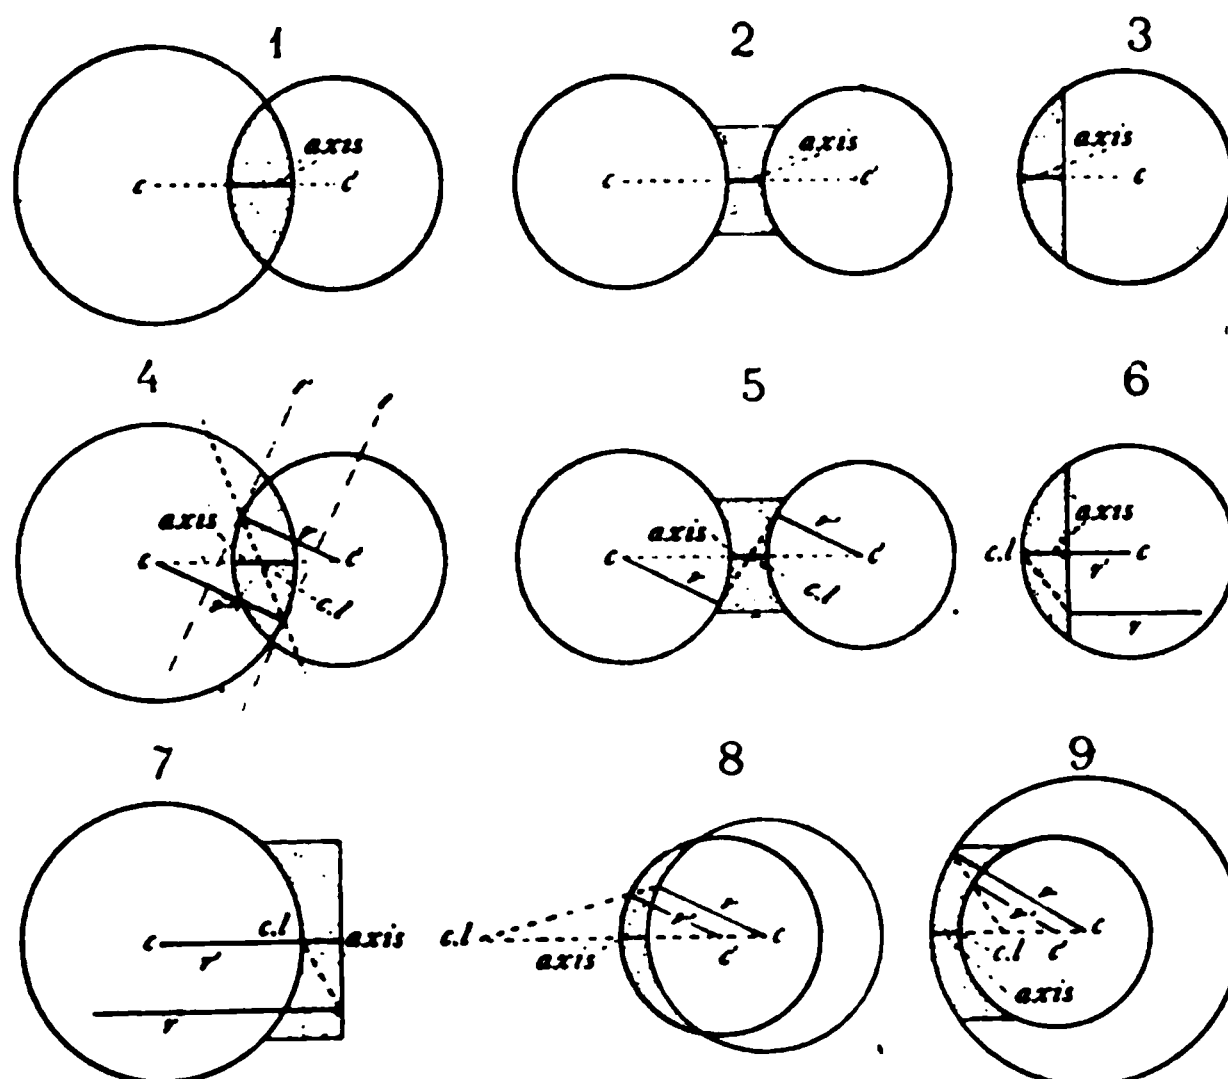 1 2 3
axis axis axis
c c' c c' c
4 5 6
r r
axis r axis r axis
c c' c c' c.l c
r c.l r c.l r' r
7 8 9
c c.l axis c.l r r c r r c
r' axis c' c.l c'
r axis